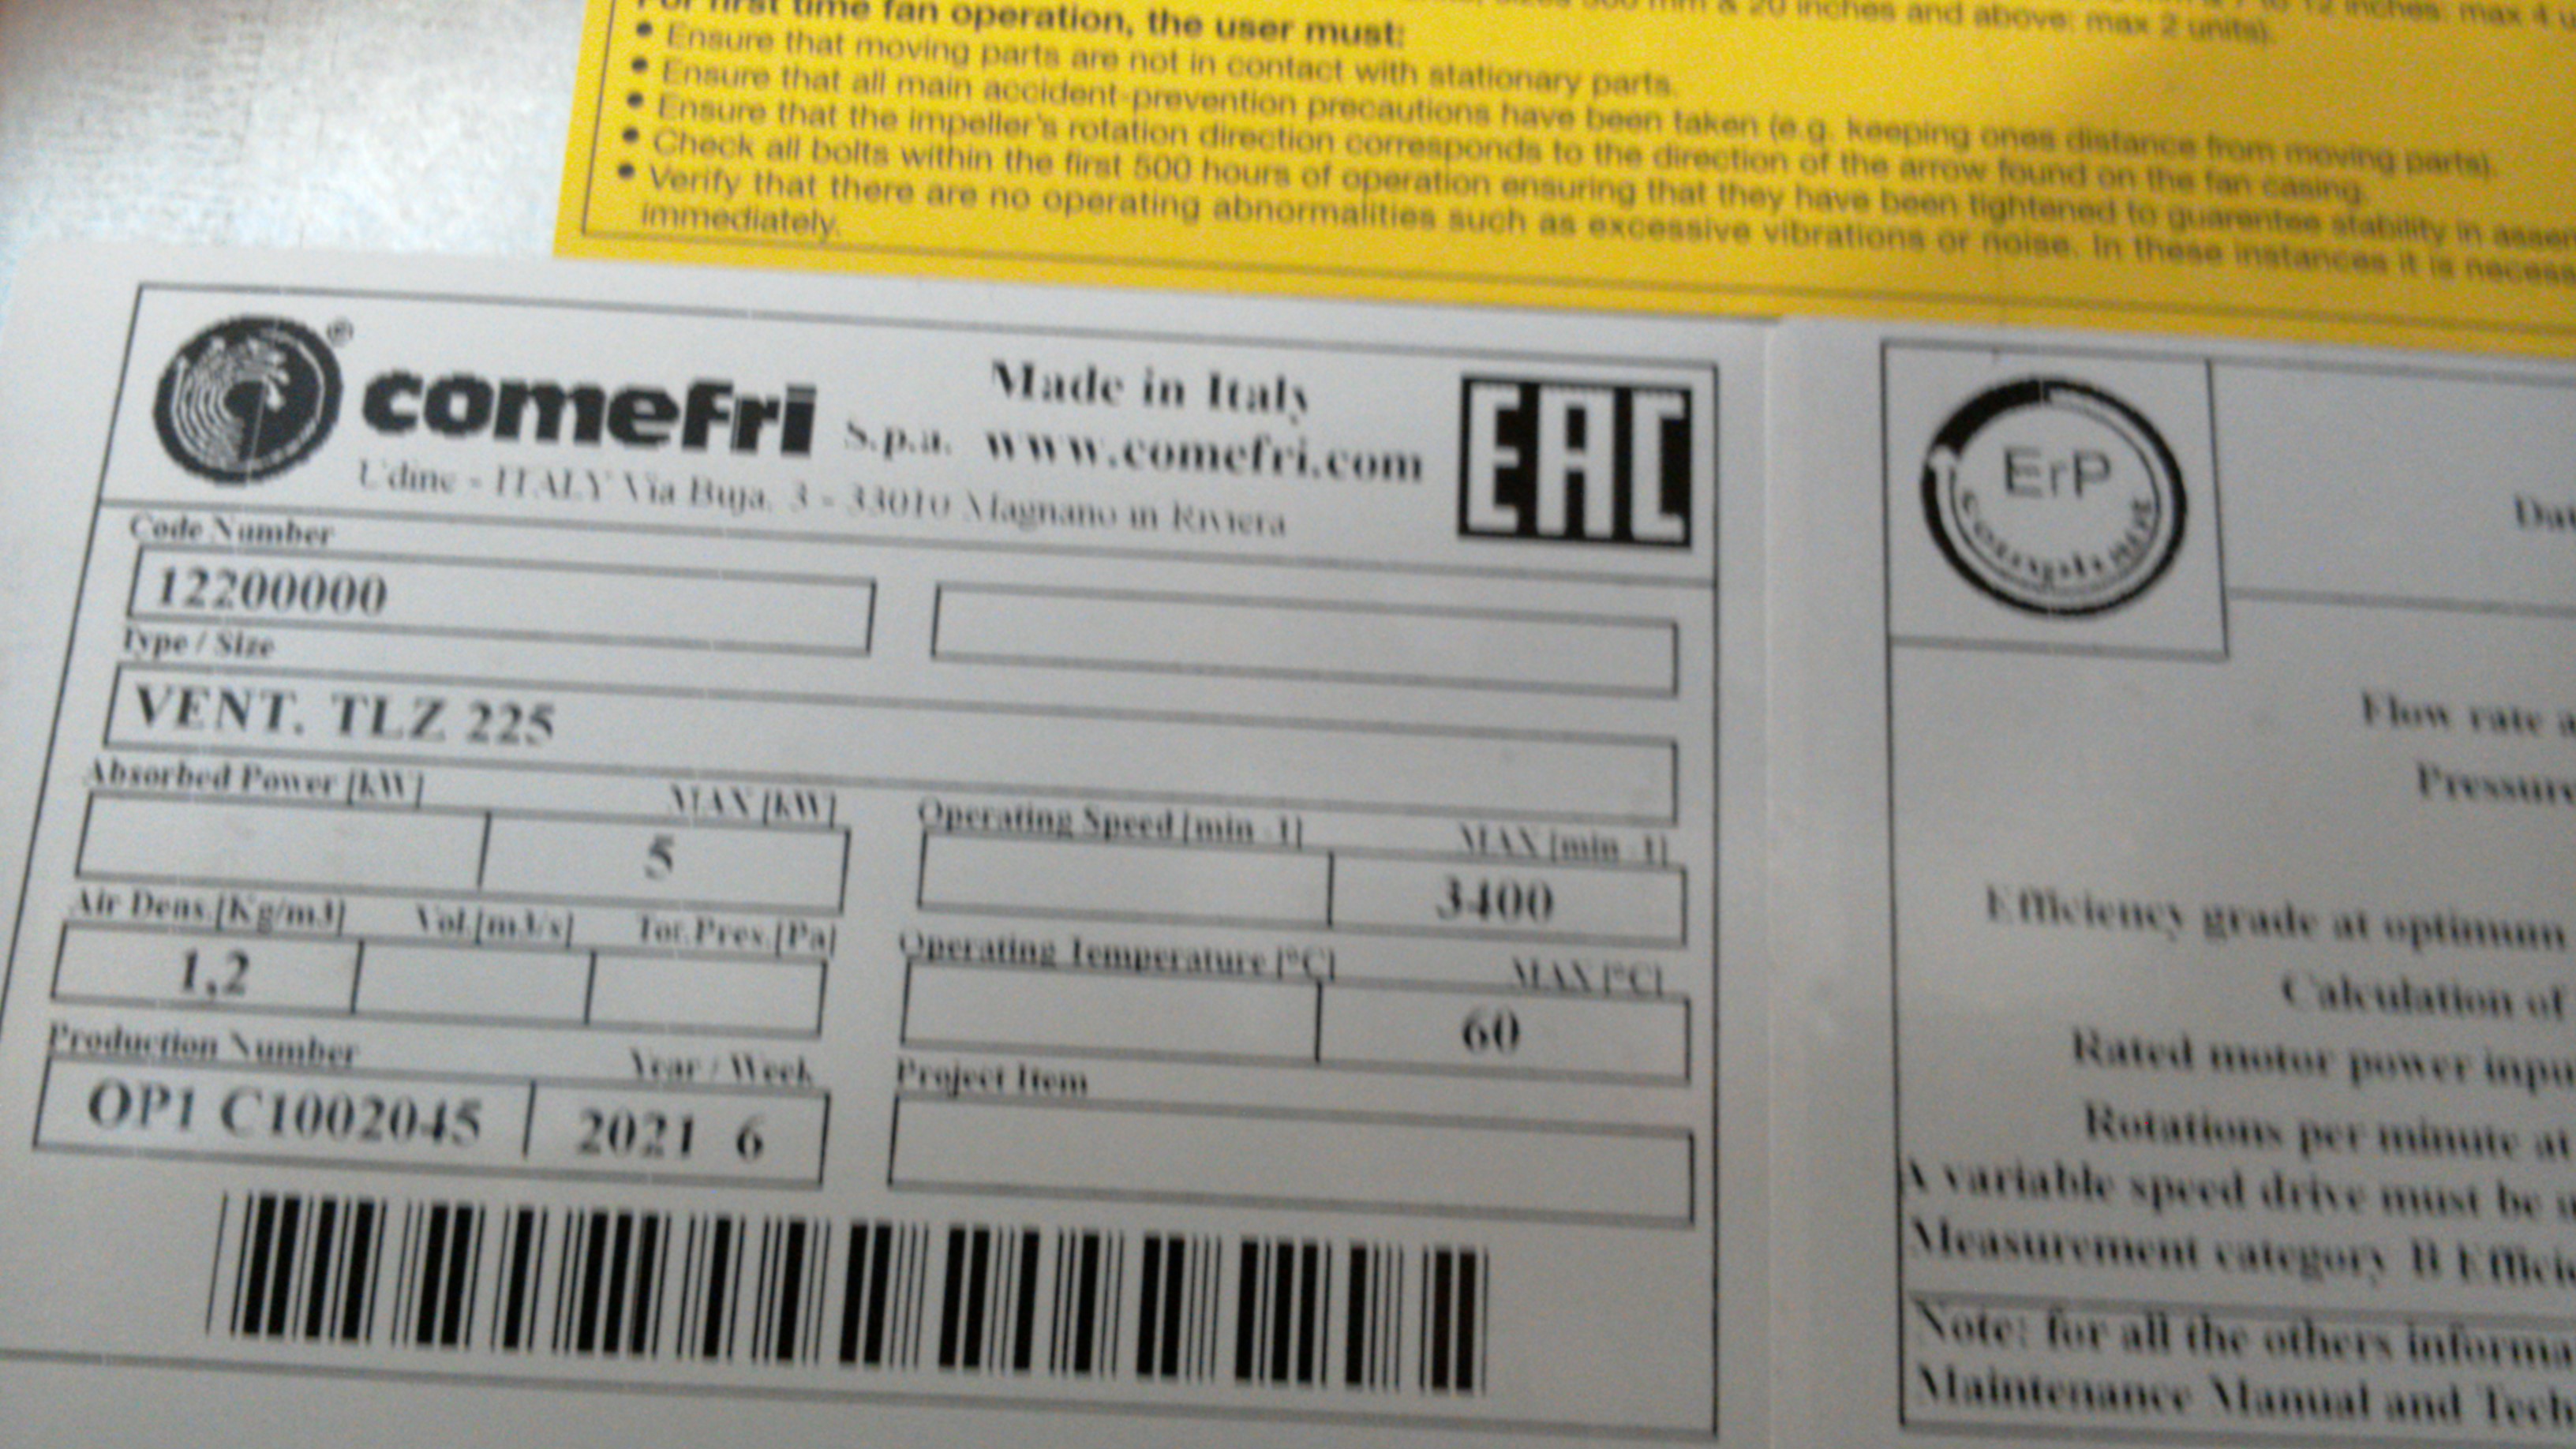 For first time fan operation, the user must:
& 20 inches and above: max 2 units).
• Ensure that moving parts are not in contact with stationary parts.
• Ensure that all main accident-prevention precautions have been taken (e.g. keeping ones distance from moving parts).
• Ensure that the impeller's rotation direction corresponds to the direction of the arrow found on the fan casing.
• Check all bolts within the first 500 hours of operation ensuring that they have been tightened to guarentee stability in
• Verify that there are no operating abnormalities such as excessive vibrations or noise. In these instances it is
immediately.
comefri S.p.a.
Made in Italy
www.comefri.com
EAC
Udine - ITALY Via Buja, 3 - 33010 Magnano in Riviera
Code Number
12200000
Type / Size
VENT. TLZ 225
Absorbed Power [kW] MAX [kW]
5
Operating Speed [min -1] MAX [min -1]
3400
Air Dens.[Kg/m3] Vol.[m3/s] Tot.Pres.[Pa]
1,2
Operating Temperature [°C] MAX [°C]
60
Production Number Year / Week
OP1 C1002045 2021 6
Project Item
ErP
compliant
Flow rate
Pressure
Efficiency grade at optimum
Calculation of
Rated motor power
Rotations per minute at
A variable speed drive must be
Measurement category B
Note: for all the others
Maintenance Manual and